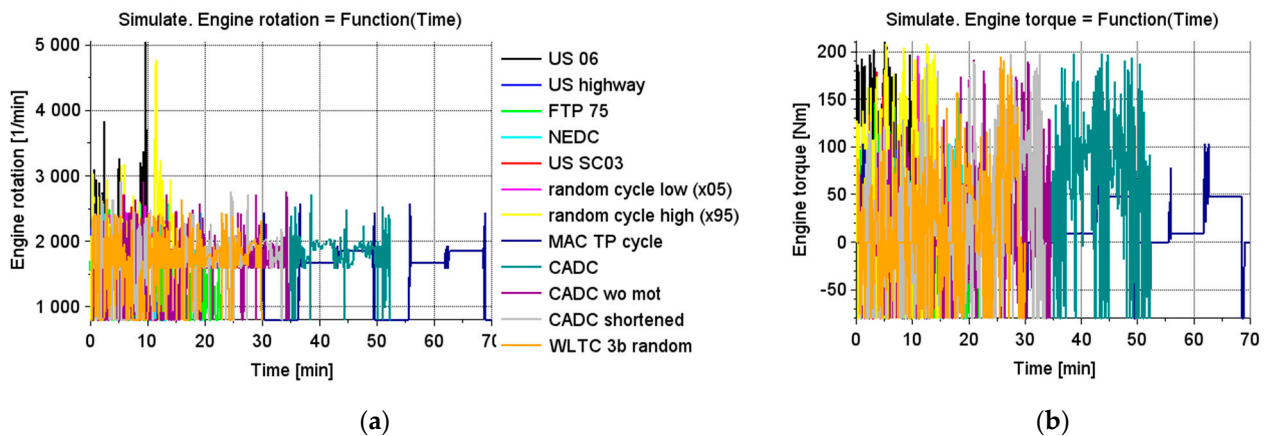 Simulate. Engine rotation = Function(Time)
Engine rotation [1/min]
5 000
4 000
3 000
2 000
1 000
0 10 20 30 40 50 60 70
Time [min]
US 06
US highway
FTP 75
NEDC
US SC03
random cycle low (x05)
random cycle high (x95)
MAC TP cycle
CADC
CADC wo mot
CADC shortened
WLTC 3b random
(a)
Simulate. Engine torque = Function(Time)
Engine torque [Nm]
200
150
100
50
0
-50
0 10 20 30 40 50 60 70
Time [min]
(b)